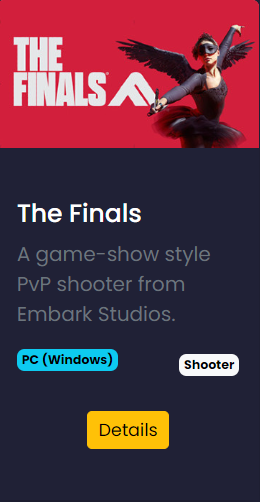 THE
FINALS
The Finals
A game-show style
PvP shooter from
Embark Studios.
PC (Windows)
Shooter
Details